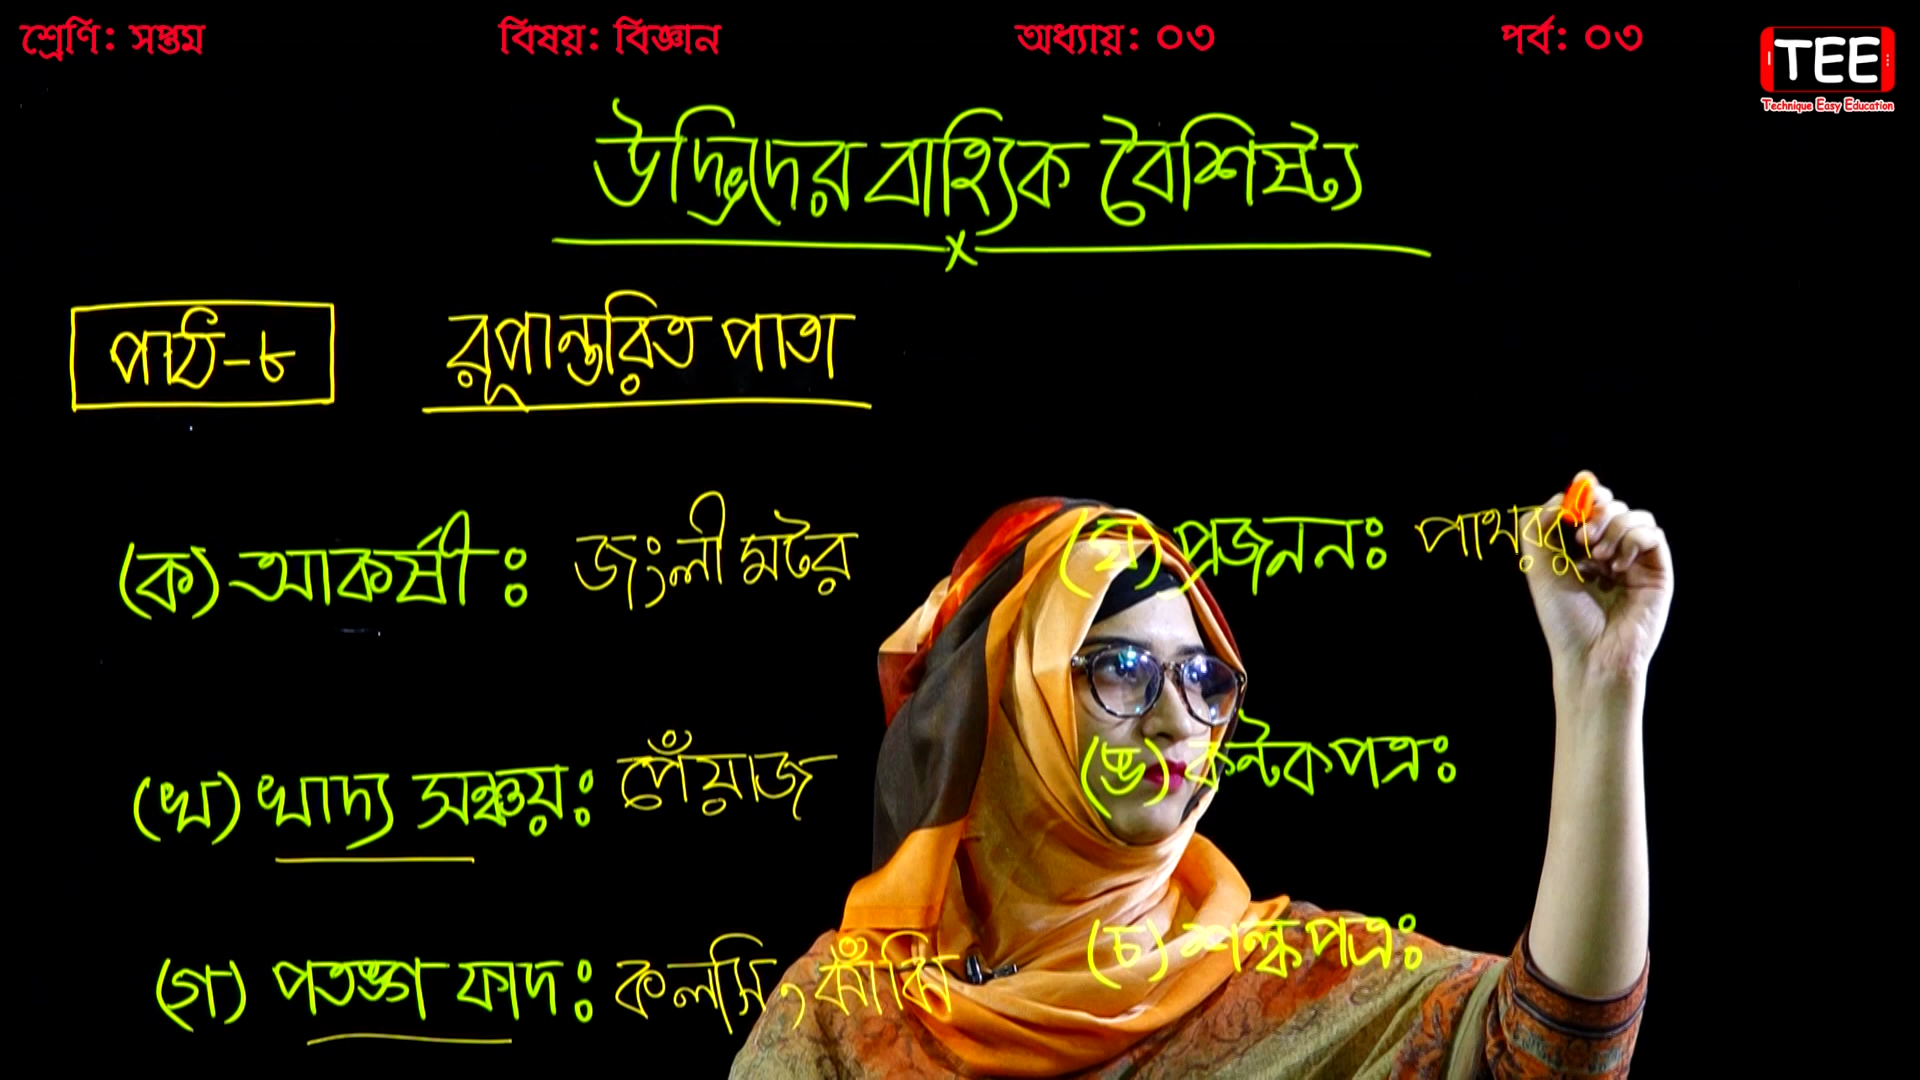 শ্রেণি: সপ্তম
বিষয়: বিজ্ঞান
অধ্যায়: ০৩
পর্ব: ০৩
TEE
Technique Easy Education
উদ্ভিদের বাহ্যিক বৈশিষ্ট্য
পাঠ-৮
রূপান্তরিত পাতা
(ক) আকর্ষী: জংলী মটর
(খ) খাদ্য সঞ্চয়: পেঁয়াজ
(গ) পতঙ্গ ফাদ: কলসি, ঝাঁঝি
(ঘ) প্রজনন: পাথরকু
(ঙ) কন্টকপত্র:
(চ) শল্কপত্র: